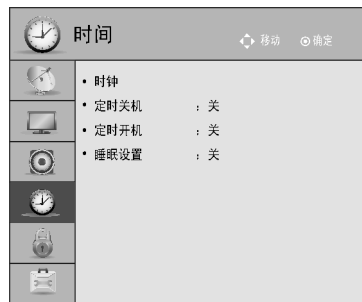 时间 移动 确定
• 时钟
• 定时关机 : 关
• 定时开机 : 关
• 睡眠设置 : 关